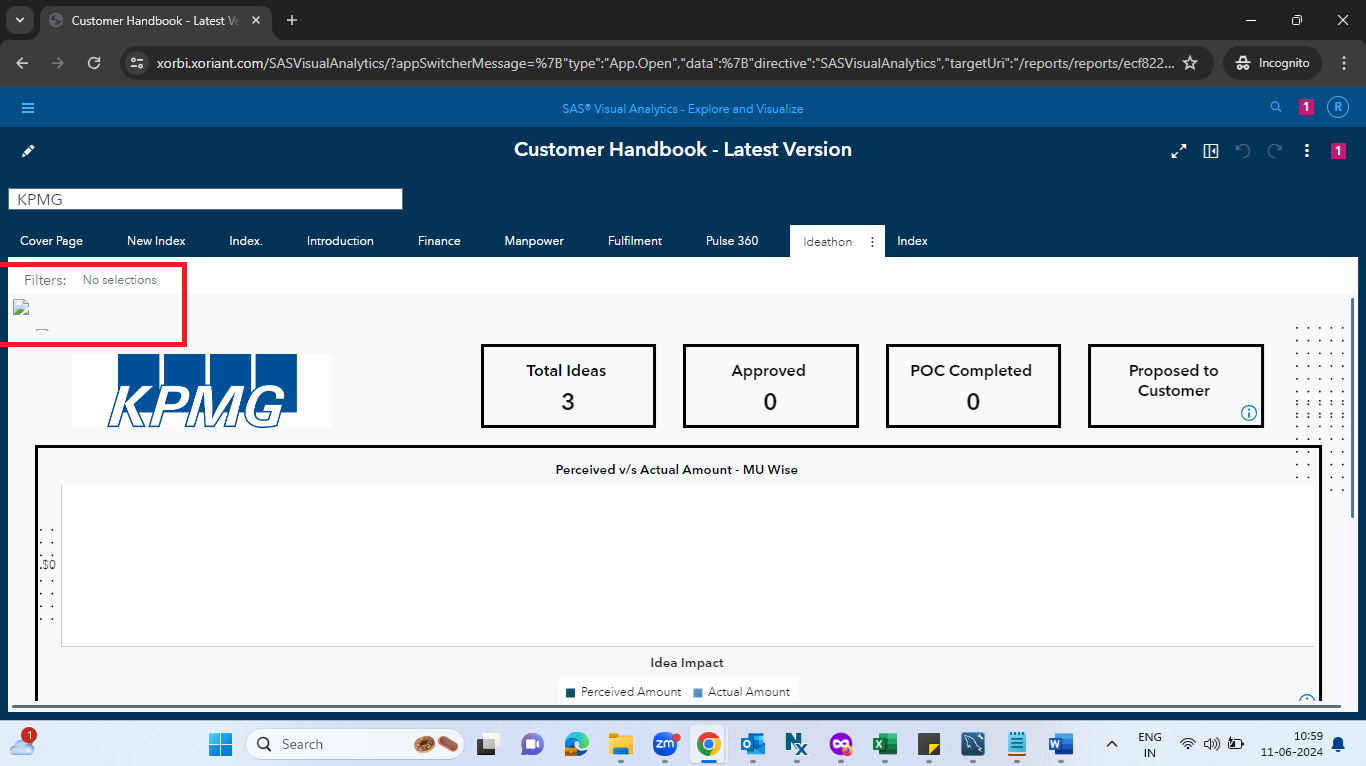 Customer Handbook - Latest Ve
xorbi.xoriant.com/SASVisualAnalytics/?appSwitcherMessage=%7B"type":"App.Open","data":%7B"directive":"SASVisualAnalytics","targetUri":"/reports/reports/ecf822...
Incognito
SAS® Visual Analytics - Explore and Visualize
1
R
Customer Handbook - Latest Version
1
KPMG
Cover Page New Index Index. Introduction Finance Manpower Fulfilment Pulse 360 Ideathon Index
Filters: No selections
KPMG
Total Ideas
3
Approved
0
POC Completed
0
Proposed to
Customer
Perceived v/s Actual Amount - MU Wise
$0
Idea Impact
Perceived Amount Actual Amount
1
Search
zm
ENG
IN
10:59
11-06-2024